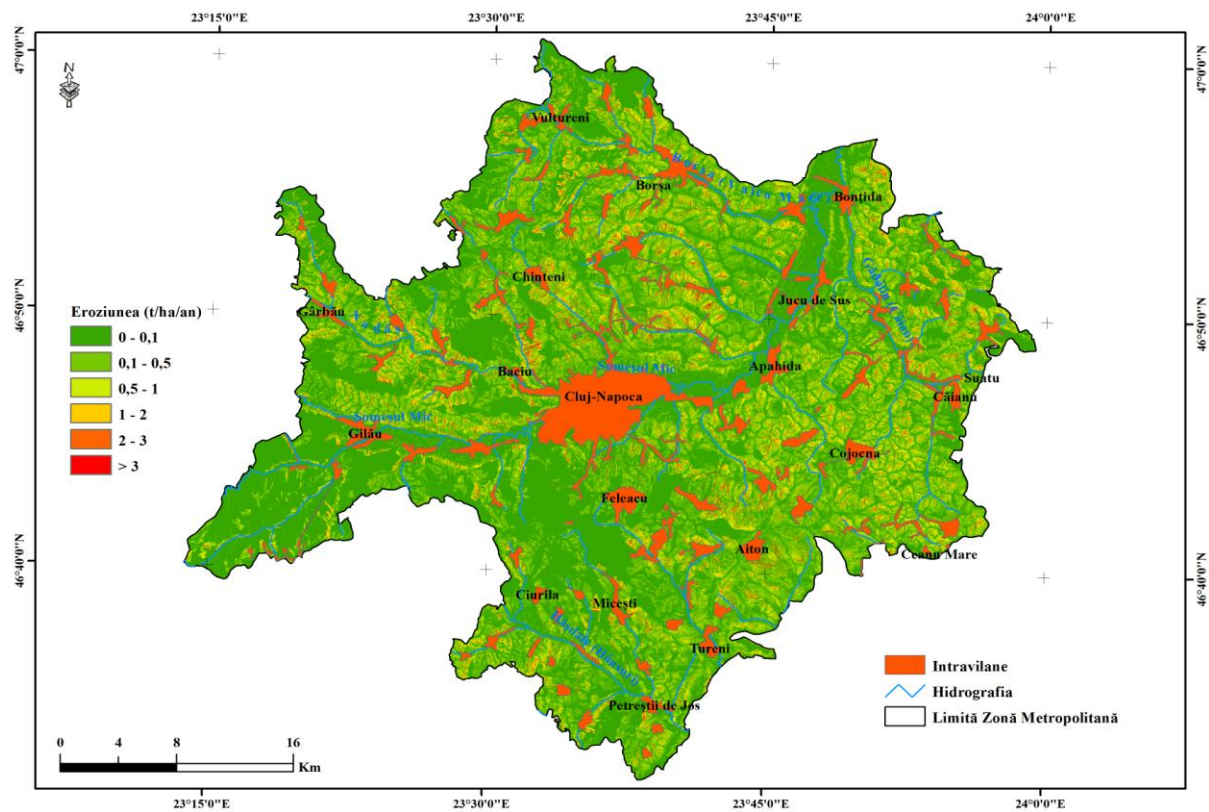 23°15'0"E
23°30'0"E
23°45'0"E
24°0'0"E
47°0'0"N
47°0'0"N
N
Vultureni
Borșa
Bonțida
Chinteni
Jucu de Sus
46°50'0"N
46°50'0"N
Eroziunea (t/ha/an)
0 - 0,1
0,1 - 0,5
0,5 - 1
1 - 2
2 - 3
> 3
Gârbău
Baciu
Someșul Mic
Apahida
Suatu
Cluj-Napoca
Căianu
Someșul Mic
Gilău
Cojocna
Feleacu
Aiton
Ceanu Mare
46°40'0"N
46°40'0"N
Ciurila
Micești
Tureni
Petreștii de Jos
Intravilane
Hidrografia
Limită Zonă Metropolitană
0
4
8
16
Km
23°15'0"E
23°30'0"E
23°45'0"E
24°0'0"E